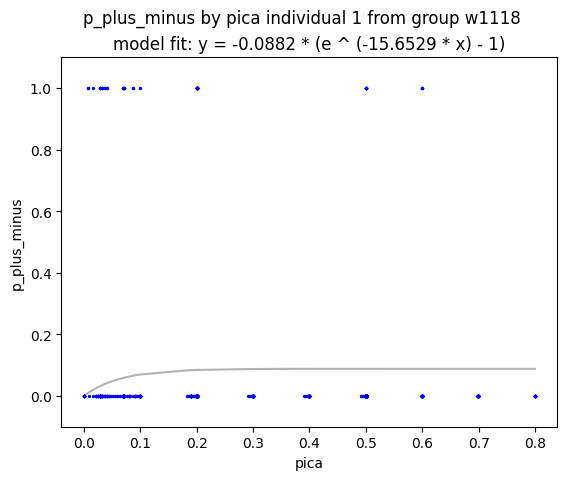 p_plus_minus by pica individual 1 from group w1118
model fit: y = -0.0882 * (e ^ (-15.6529 * x) - 1)
1.0
0.8
0.6
0.4
0.2
0.0
p_plus_minus
0.0 0.1 0.2 0.3 0.4 0.5 0.6 0.7 0.8
pica